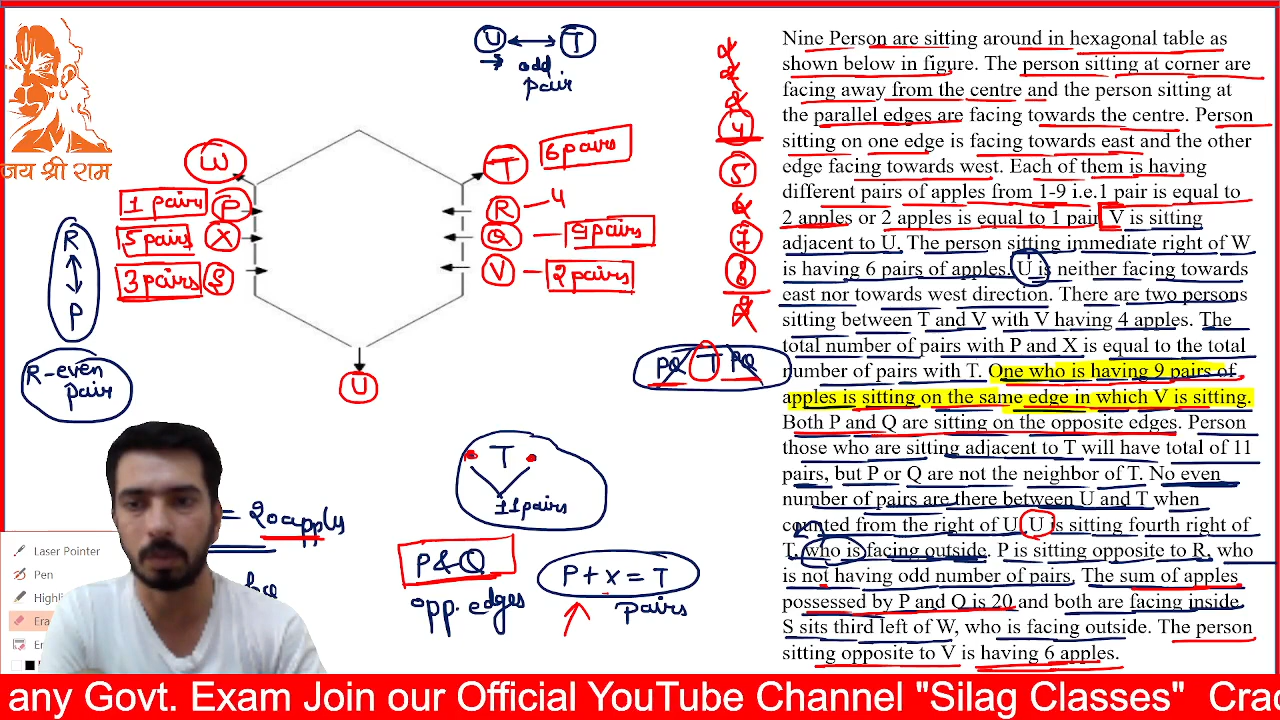 जय श्री राम
U ↔ T
odd
pair
W
T
6 pairs
1 pairs P
R - 4
5 pairs X
Q - 9 pairs
3 pairs S
V - 2 pairs
U
R
P
R-even
pair
4
5
7
8
9
PQ T PQ
T
11 pairs
= 20 apples
P & Q
opp. edges
P + X = T
pairs
Laser Pointer
Pen
Nine Person are sitting around in hexagonal table as
shown below in figure. The person sitting at corner are
facing away from the centre and the person sitting at
the parallel edges are facing towards the centre. Person
sitting on one edge is facing towards east and the other
edge facing towards west. Each of them is having
different pairs of apples from 1-9 i.e.1 pair is equal to
2 apples or 2 apples is equal to 1 pair. V is sitting
adjacent to U. The person sitting immediate right of W
is having 6 pairs of apples. U is neither facing towards
east nor towards west direction. There are two persons
sitting between T and V with V having 4 apples. The
total number of pairs with P and X is equal to the total
number of pairs with T. One who is having 9 pairs of
apples is sitting on the same edge in which V is sitting.
Both P and Q are sitting on the opposite edges. Person
those who are sitting adjacent to T will have total of 11
pairs, but P or Q are not the neighbor of T. No even
number of pairs are there between U and T when
counted from the right of U. U is sitting fourth right of
T, who is facing outside. P is sitting opposite to R, who
is not having odd number of pairs. The sum of apples
possessed by P and Q is 20 and both are facing inside.
S sits third left of W, who is facing outside. The person
sitting opposite to V is having 6 apples.
any Govt. Exam Join our Official YouTube Channel "Silag Classes" Crac